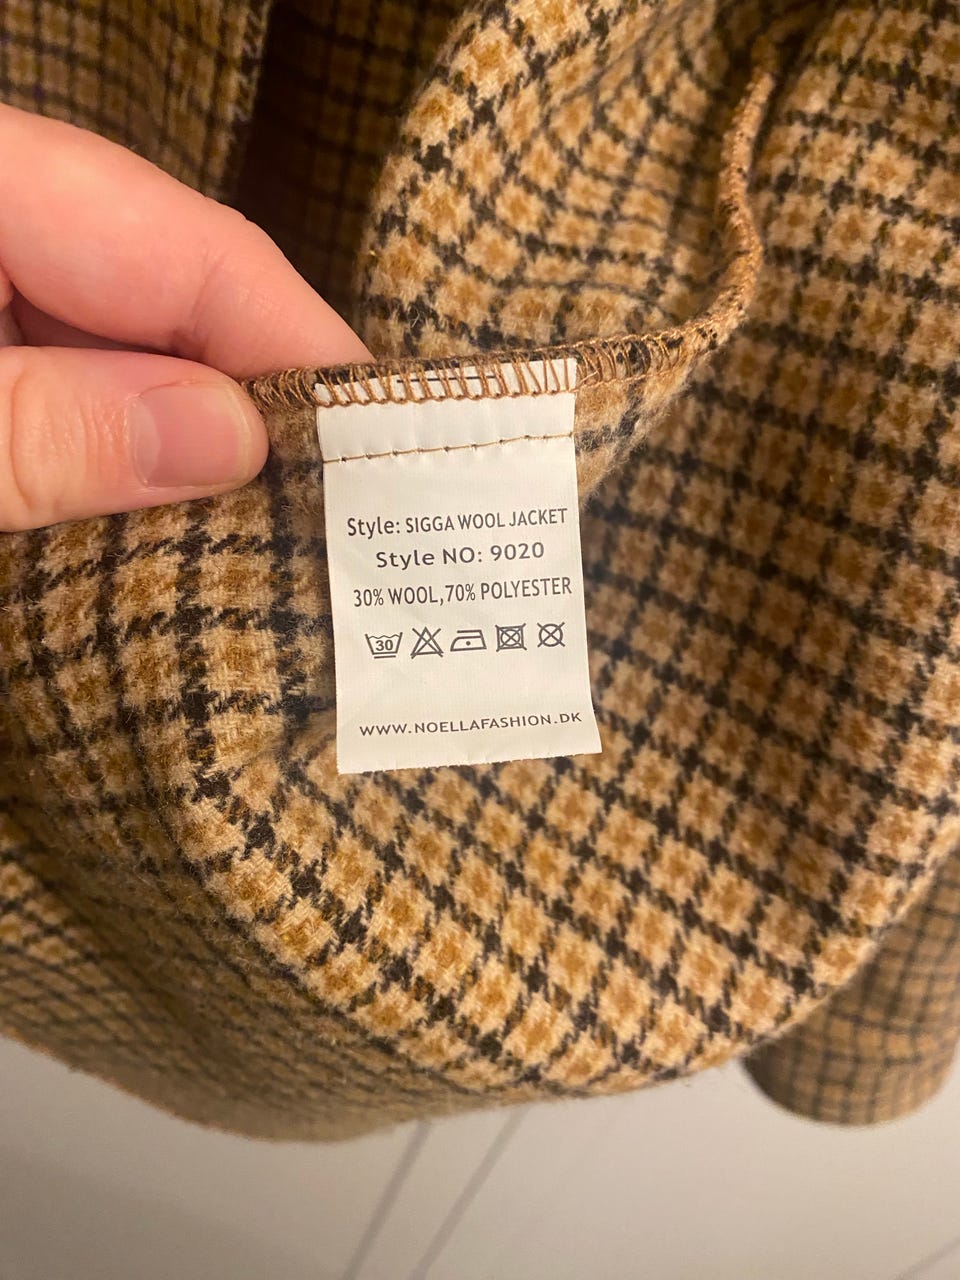 Style: SIGGA WOOL JACKET
Style NO: 9020
30% WOOL,70% POLYESTER
30
WWW.NOELLAFASHION.DK